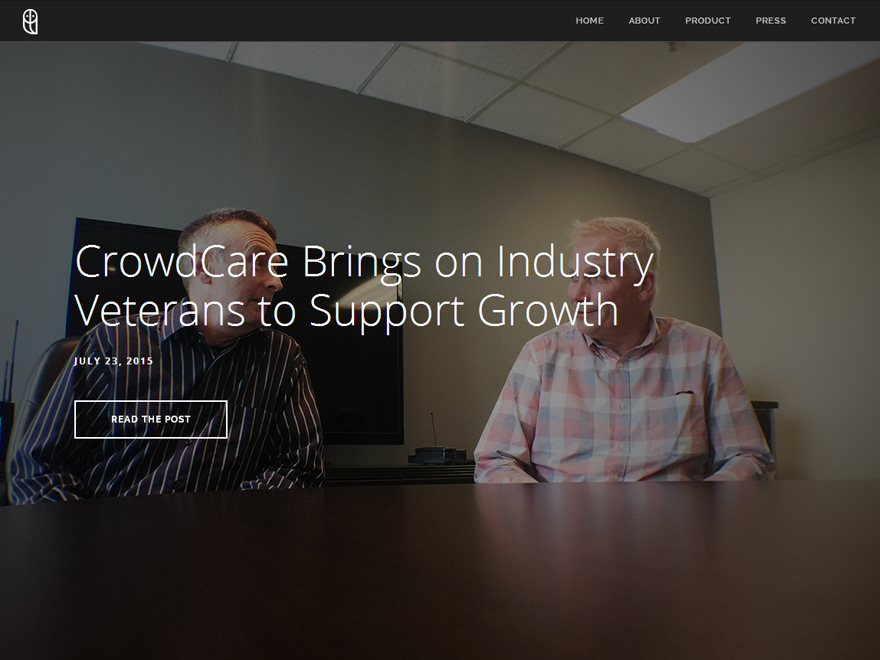 HOME ABOUT PRODUCT PRESS CONTACT
CrowdCare Brings on Industry
Veterans to Support Growth
JULY 23, 2015
READ THE POST